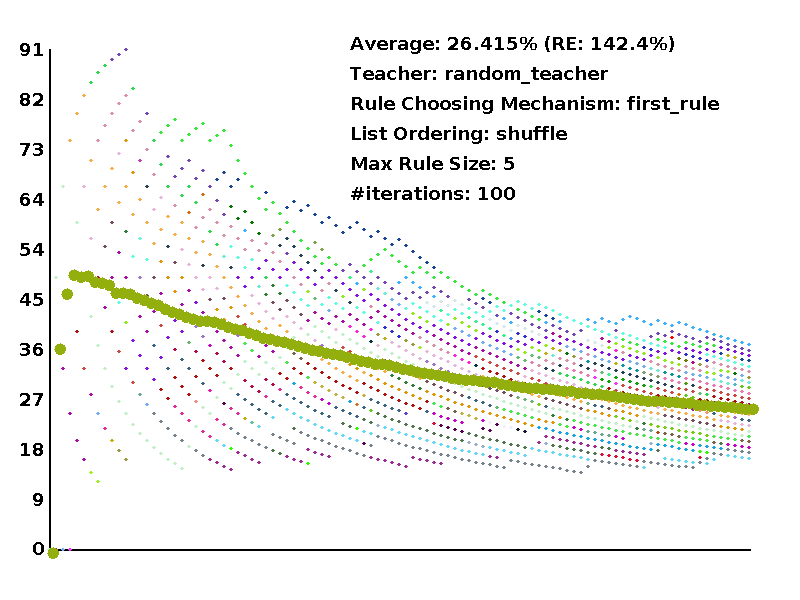 Average: 26.415% (RE: 142.4%)
Teacher: random_teacher
Rule Choosing Mechanism: first_rule
List Ordering: shuffle
Max Rule Size: 5
#iterations: 100
91
82
73
64
54
45
36
27
18
9
0